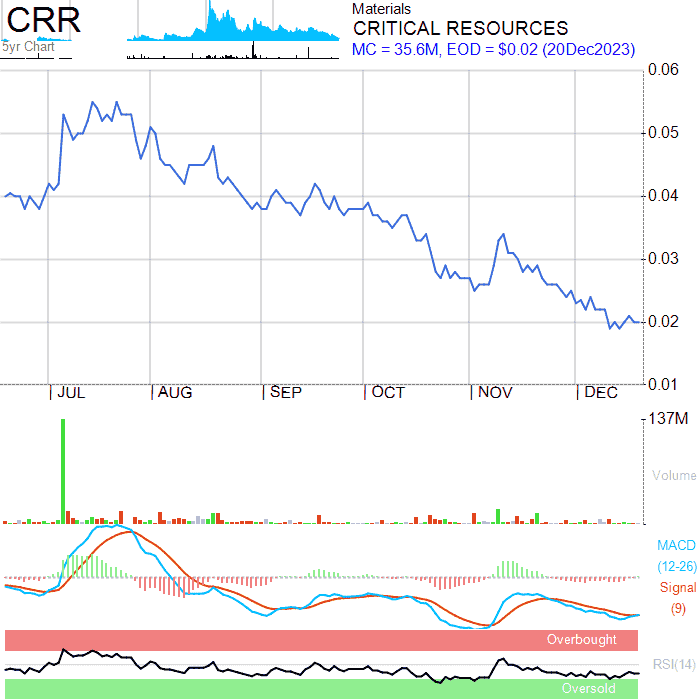 CRR
5yr Chart
Materials
CRITICAL RESOURCES
MC = 35.6M, EOD = $0.02 (20Dec2023)
0.06
0.05
0.04
0.03
0.02
0.01
JUL AUG SEP OCT NOV DEC
137M
Volume
MACD
(12-26)
Signal
(9)
Overbought
RSI(14)
Oversold